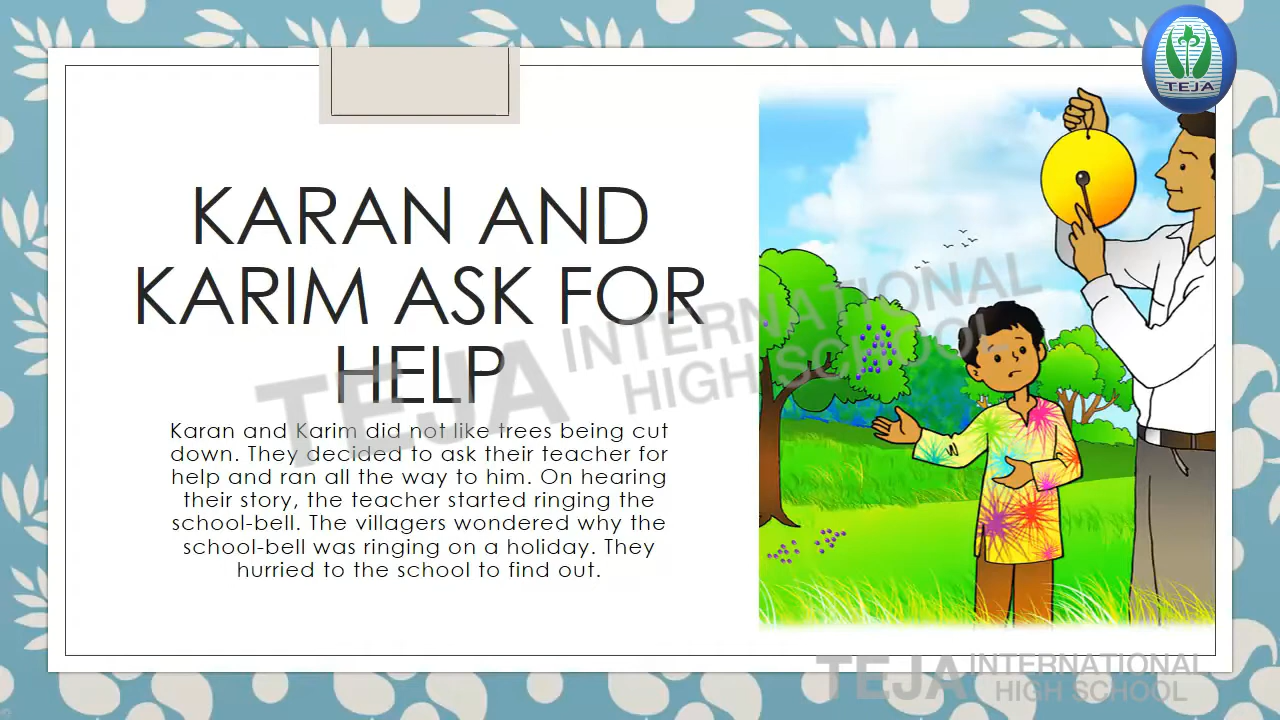 TEJA
KARAN AND
KARIM ASK FOR
HELP
TEJA INTERNATIONAL
HIGH SCHOOL
Karan and Karim did not like trees being cut
down. They decided to ask their teacher for
help and ran all the way to him. On hearing
their story, the teacher started ringing the
school-bell. The villagers wondered why the
school-bell was ringing on a holiday. They
hurried to the school to find out.
TEJA INTERNATIONAL
HIGH SCHOOL